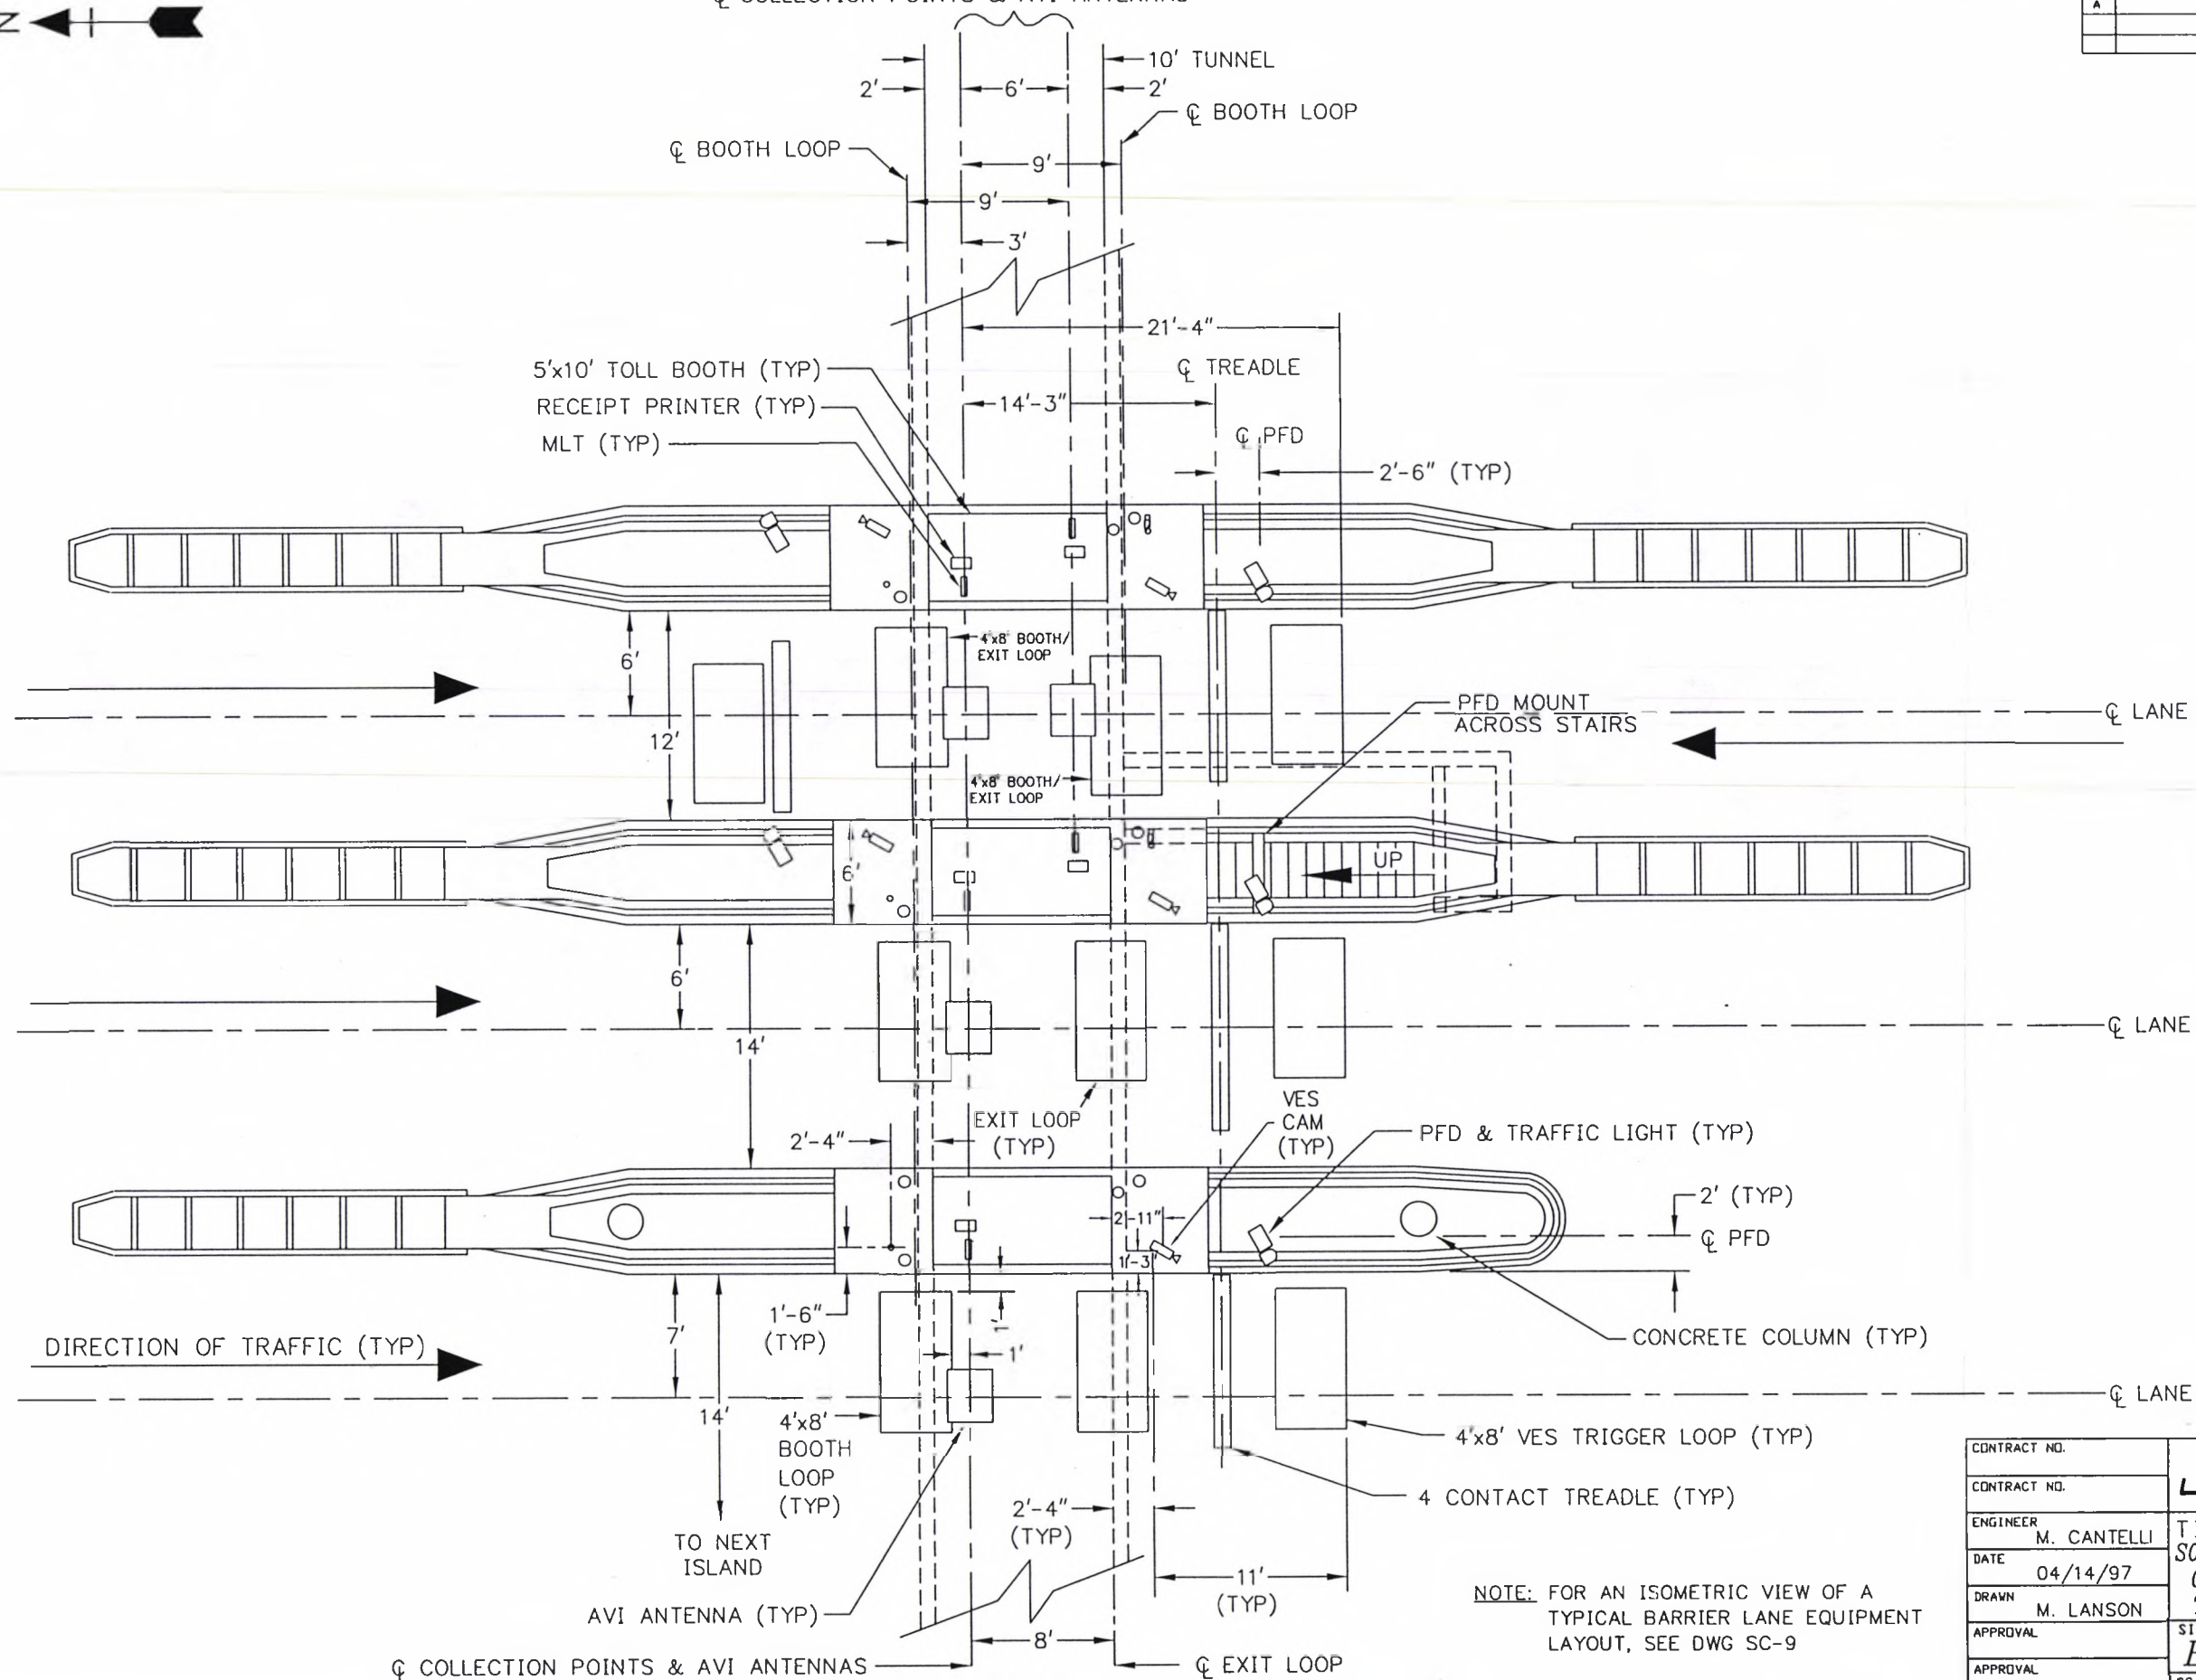 N
10' TUNNEL
2'
6'
2'
℄ BOOTH LOOP
℄ BOOTH LOOP
9'
9'
3'
21'-4"
5'x10' TOLL BOOTH (TYP)
℄ TREADLE
RECEIPT PRINTER (TYP)
14'-3"
MLT (TYP)
℄ PFD
2'-6" (TYP)
4'x8' BOOTH/
EXIT LOOP
6'
12'
PFD MOUNT
ACROSS STAIRS
℄ LANE
4'x8' BOOTH/
EXIT LOOP
6'
UP
6'
14'
℄ LANE
EXIT LOOP
(TYP)
VES
CAM
(TYP)
2'-4"
PFD & TRAFFIC LIGHT (TYP)
2' (TYP)
℄ PFD
2'-11"
1'-3"
1'-6"
(TYP)
7'
1'
1'
DIRECTION OF TRAFFIC (TYP)
CONCRETE COLUMN (TYP)
℄ LANE
14'
4'x8'
BOOTH
LOOP
(TYP)
4'x8' VES TRIGGER LOOP (TYP)
4 CONTACT TREADLE (TYP)
2'-4"
(TYP)
TO NEXT
ISLAND
11'
(TYP)
AVI ANTENNA (TYP)
8'
℄ COLLECTION POINTS & AVI ANTENNAS
℄ EXIT LOOP
NOTE: FOR AN ISOMETRIC VIEW OF A
TYPICAL BARRIER LANE EQUIPMENT
LAYOUT, SEE DWG SC-9
A
CONTRACT NO.
CONTRACT NO.
ENGINEER
M. CANTELLI
DATE
04/14/97
DRAWN
M. LANSON
APPROVAL
APPROVAL